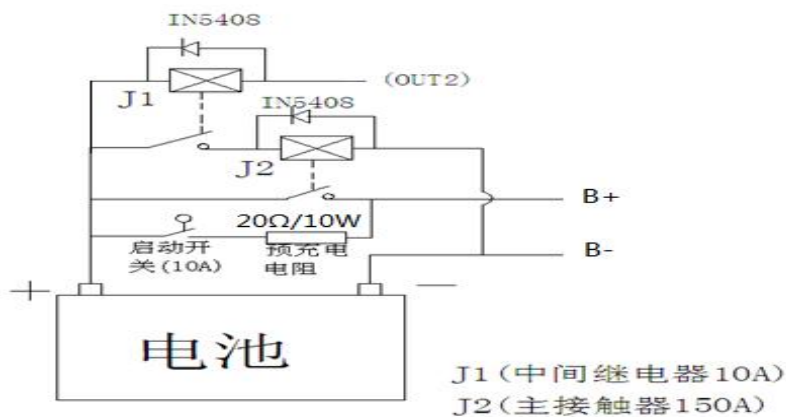 IN5408
J1
(OUT2)
IN5408
J2
B+
20Ω/10W
启动开
关(10A)
预充电
电阻
B-
+
—
电池
J1(中间继电器10A)
J2(主接触器150A)